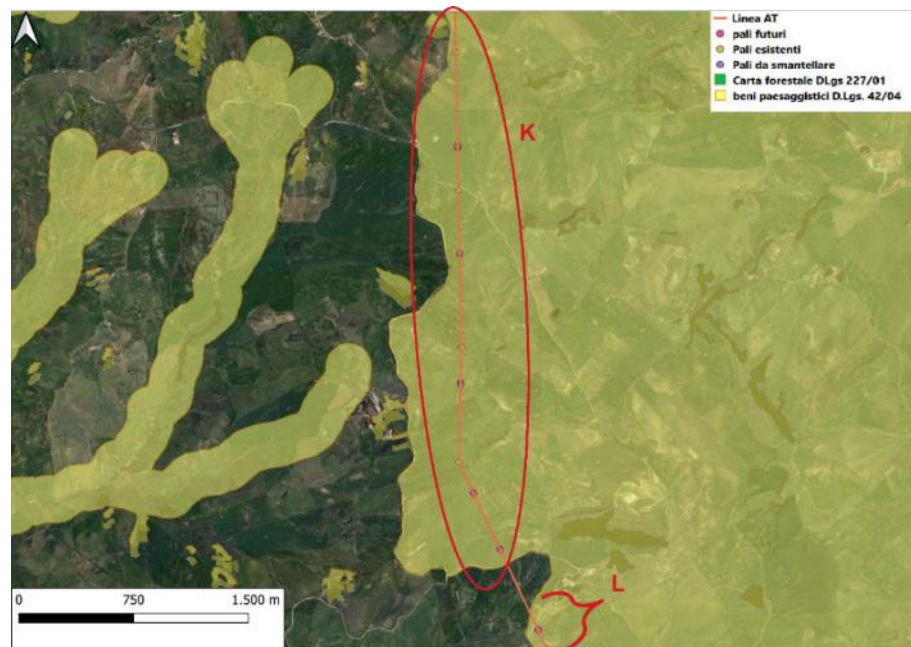 Linea AT
pali futuri
Pali esistenti
Pali da smantellare
Carta forestale DLgs 227/01
beni paesaggistici D.Lgs. 42/04
K
L
0 750 1.500 m